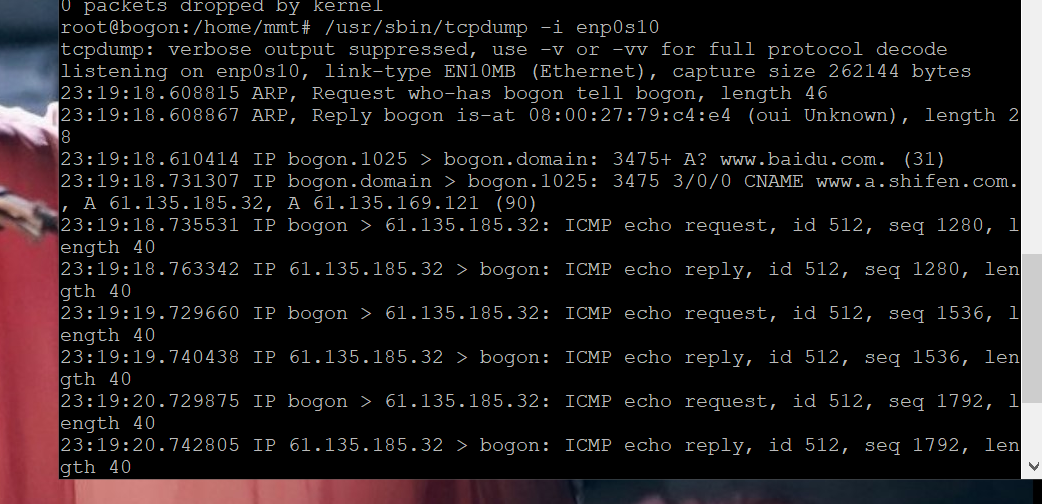 0 packets dropped by kernel
root@bogon:/home/mmt# /usr/sbin/tcpdump -i enp0s10
tcpdump: verbose output suppressed, use -v or -vv for full protocol decode
listening on enp0s10, link-type EN10MB (Ethernet), capture size 262144 bytes
23:19:18.608815 ARP, Request who-has bogon tell bogon, length 46
23:19:18.608867 ARP, Reply bogon is-at 08:00:27:79:c4:e4 (oui Unknown), length 2
8
23:19:18.610414 IP bogon.1025 > bogon.domain: 3475+ A? www.baidu.com. (31)
23:19:18.731307 IP bogon.domain > bogon.1025: 3475 3/0/0 CNAME www.a.shifen.com.
, A 61.135.185.32, A 61.135.169.121 (90)
23:19:18.735531 IP bogon > 61.135.185.32: ICMP echo request, id 512, seq 1280, l
ength 40
23:19:18.763342 IP 61.135.185.32 > bogon: ICMP echo reply, id 512, seq 1280, len
gth 40
23:19:19.729660 IP bogon > 61.135.185.32: ICMP echo request, id 512, seq 1536, l
ength 40
23:19:19.740438 IP 61.135.185.32 > bogon: ICMP echo reply, id 512, seq 1536, len
gth 40
23:19:20.729875 IP bogon > 61.135.185.32: ICMP echo request, id 512, seq 1792, l
ength 40
23:19:20.742805 IP 61.135.185.32 > bogon: ICMP echo reply, id 512, seq 1792, len
gth 40